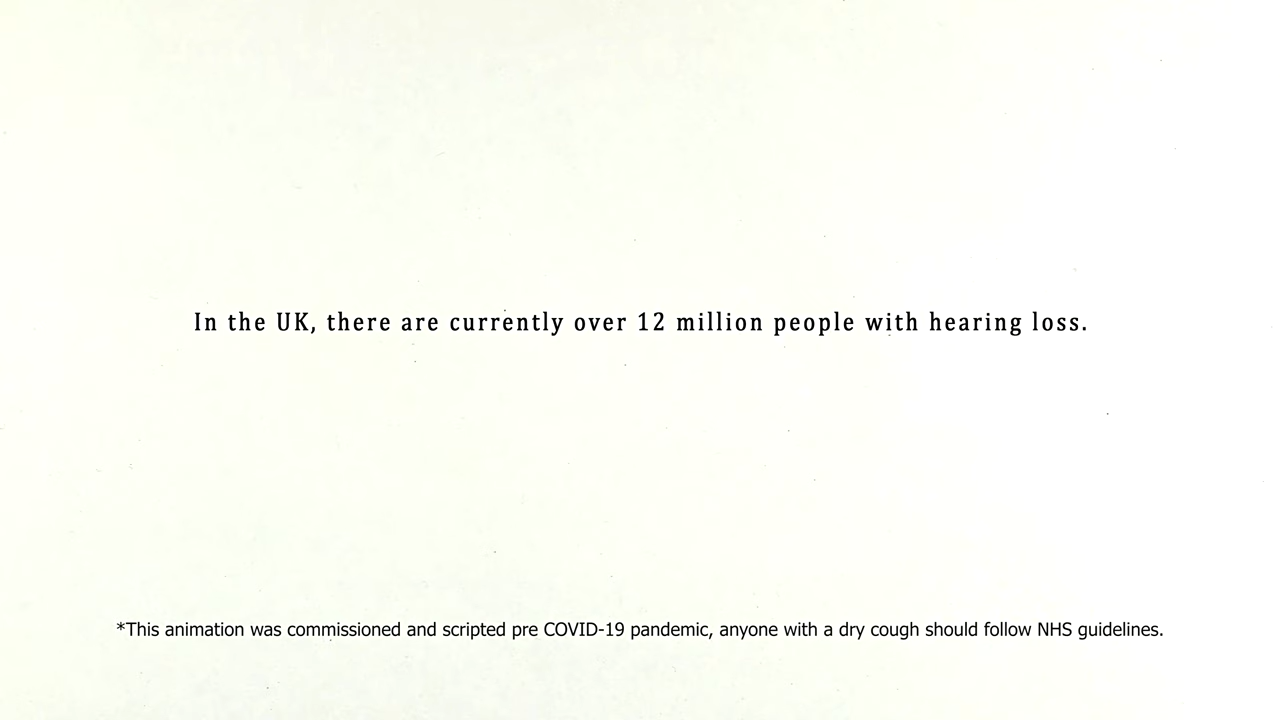 In the UK, there are currently over 12 million people with hearing loss.
*This animation was commissioned and scripted pre COVID-19 pandemic, anyone with a dry cough should follow NHS guidelines.